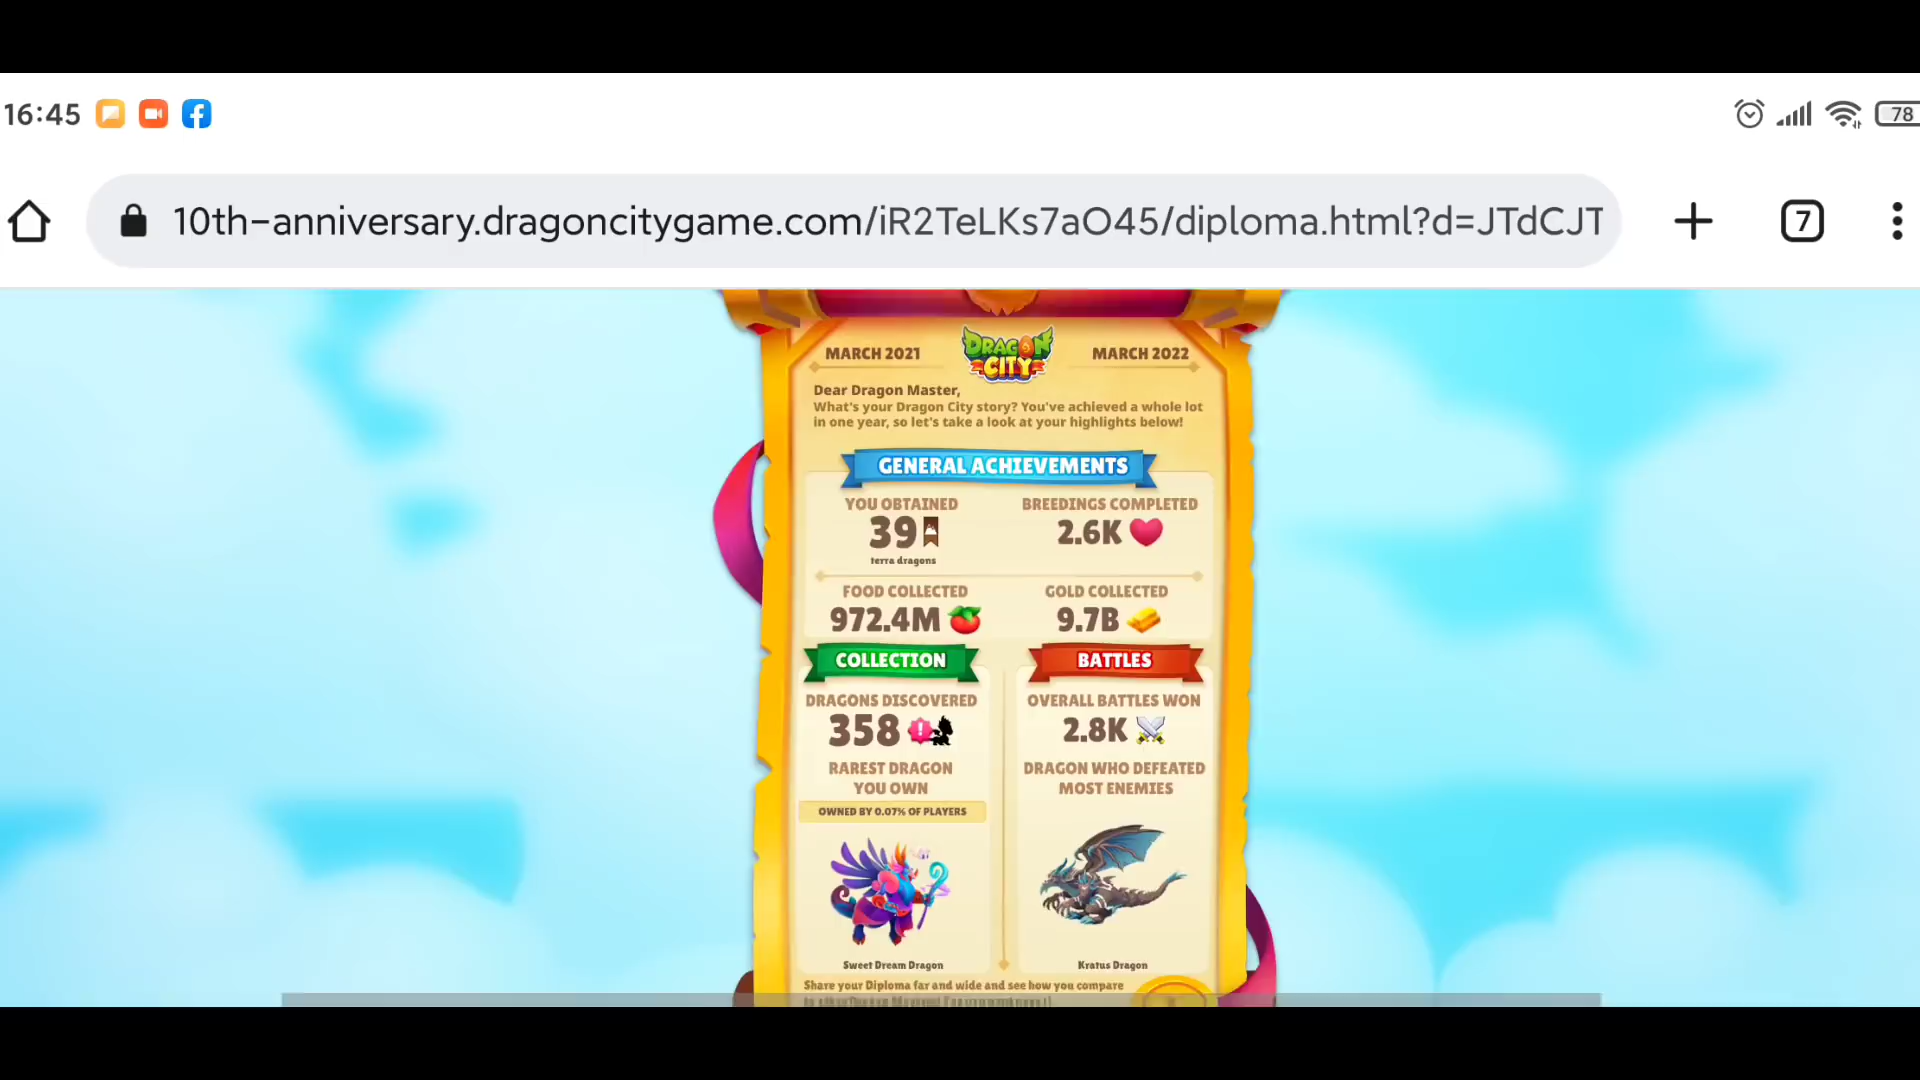 16:45
78
10th-anniversary.dragoncitygame.com/iR2TeLKs7aO45/diploma.html?d=JTdCJT
7
MARCH 2021
DRAGON CITY
MARCH 2022
Dear Dragon Master,
What's your Dragon City story? You've achieved a whole lot
in one year, so let's take a look at your highlights below!
GENERAL ACHIEVEMENTS
YOU OBTAINED
39
terra dragons
BREEDINGS COMPLETED
2.6K
FOOD COLLECTED
972.4M
GOLD COLLECTED
9.7B
COLLECTION
DRAGONS DISCOVERED
358
RAREST DRAGON
YOU OWN
OWNED BY 0.07% OF PLAYERS
Sweet Dream Dragon
BATTLES
OVERALL BATTLES WON
2.8K
DRAGON WHO DEFEATED
MOST ENEMIES
Kratus Dragon
Share your Diploma far and wide and see how you compare